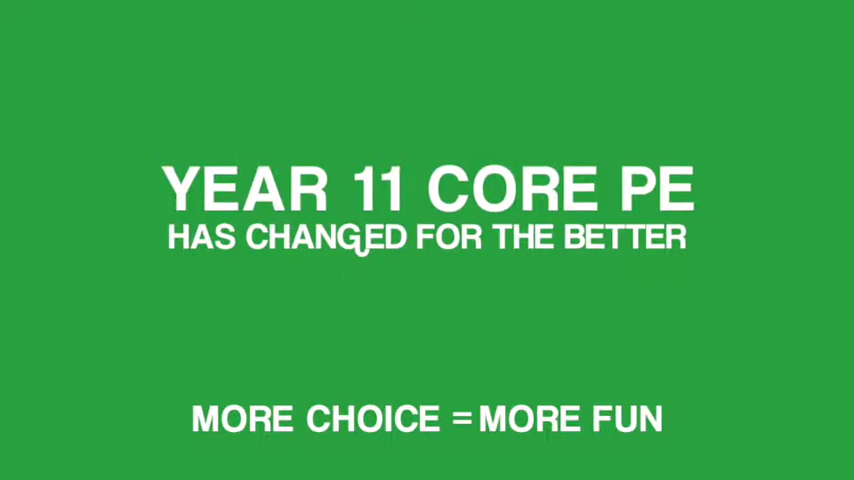 YEAR 11 CORE PE
HAS CHANGED FOR THE BETTER
MORE CHOICE = MORE FUN